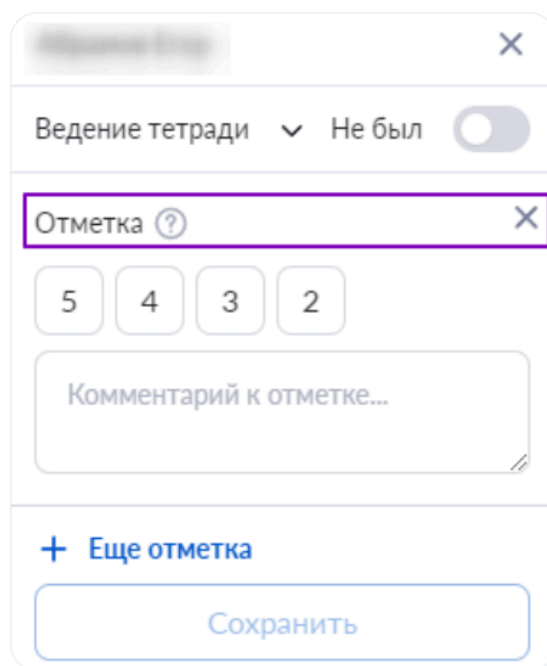 Ведение тетради Не был
Отметка ?
5 4 3 2
Комментарий к отметке...
+ Еще отметка
Сохранить